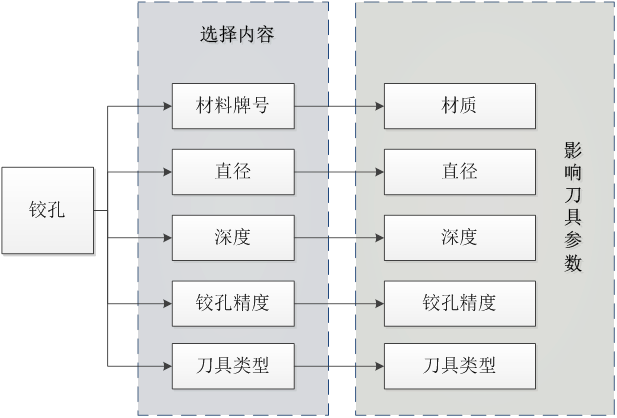 选择内容
铰孔
材料牌号
材质
直径
直径
深度
深度
铰孔精度
铰孔精度
刀具类型
刀具类型
影响刀具参数